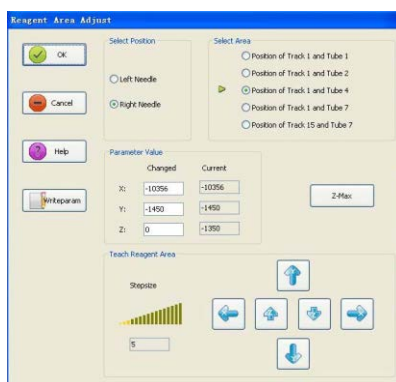 Reagent Area Adjust
OK
Cancel
Help
Writeparam
Select Position
Left Needle
Right Needle
Select Area
Position of Track 1 and Tube 1
Position of Track 1 and Tube 2
Position of Track 1 and Tube 4
Position of Track 1 and Tube 7
Position of Track 15 and Tube 7
Parameter Value
Changed Current
X: -10356 -10356
Y: -1450 -1450
Z: 0 -1350
Z-Max
Teach Reagent Area
Stepsize
5